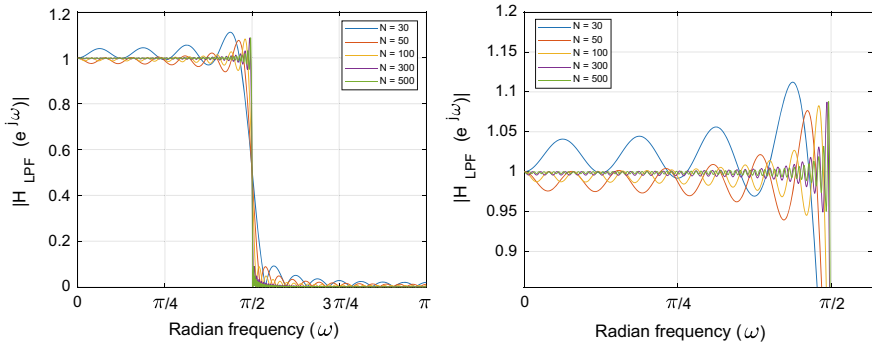 1.2
1
0.8
0.6
0.4
0.2
0
|H LPF (e jω)|
N = 30
N = 50
N = 100
N = 300
N = 500
0
π/4
π/2
3π/4
π
Radian frequency (ω)
1.2
1.15
1.1
1.05
1
0.95
0.9
|H LPF (e jω)|
N = 30
N = 50
N = 100
N = 300
N = 500
0
π/4
π/2
Radian frequency (ω)